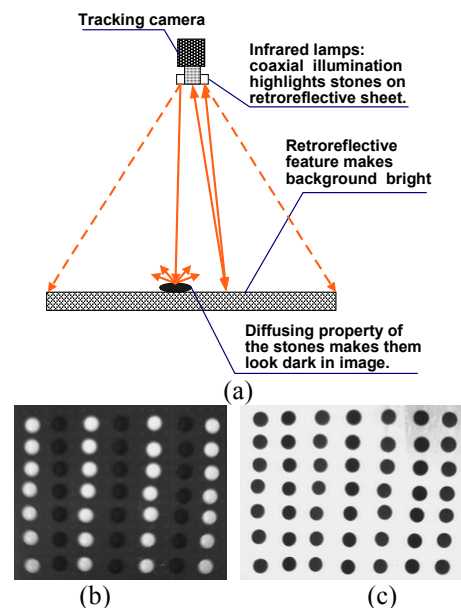 Tracking camera
Infrared lamps:
coaxial illumination
highlights stones on
retroreflective sheet.
Retroreflective
feature makes
background bright
Diffusing property of
the stones makes them
look dark in image.
(a)
(b)
(c)